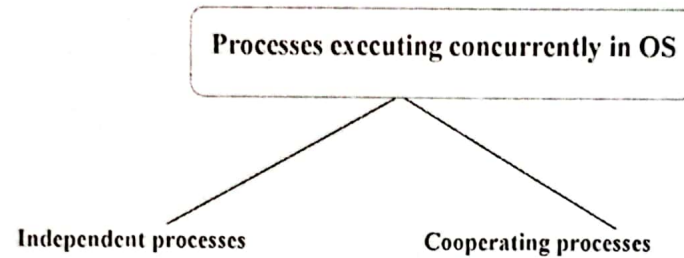 Processes executing concurrently in OS
Independent processes
Cooperating processes